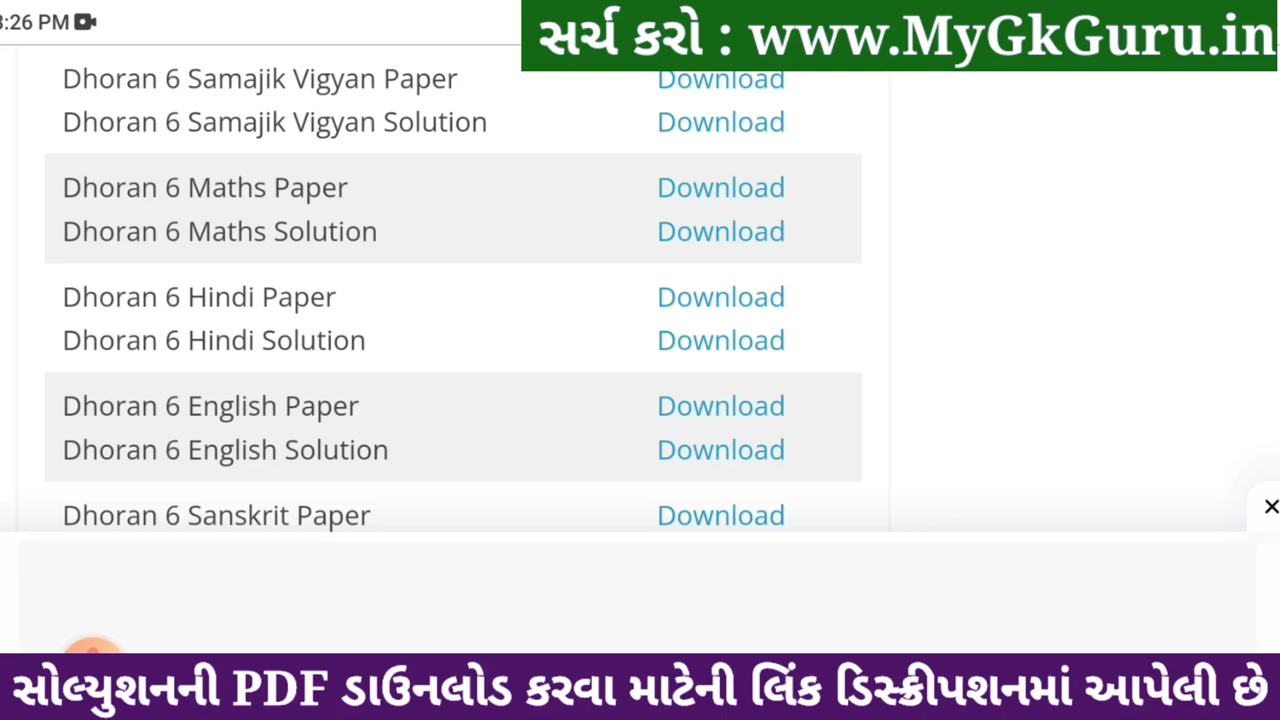 3:26 PM
સર્ચ કરો : www.MyGkGuru.in
Dhoran 6 Samajik Vigyan Paper Download
Dhoran 6 Samajik Vigyan Solution Download
Dhoran 6 Maths Paper Download
Dhoran 6 Maths Solution Download
Dhoran 6 Hindi Paper Download
Dhoran 6 Hindi Solution Download
Dhoran 6 English Paper Download
Dhoran 6 English Solution Download
Dhoran 6 Sanskrit Paper Download
સોલ્યુશનની PDF ડાઉનલોડ કરવા માટેની લિંક ડિસ્ક્રીપશનમાં આપેલી છે